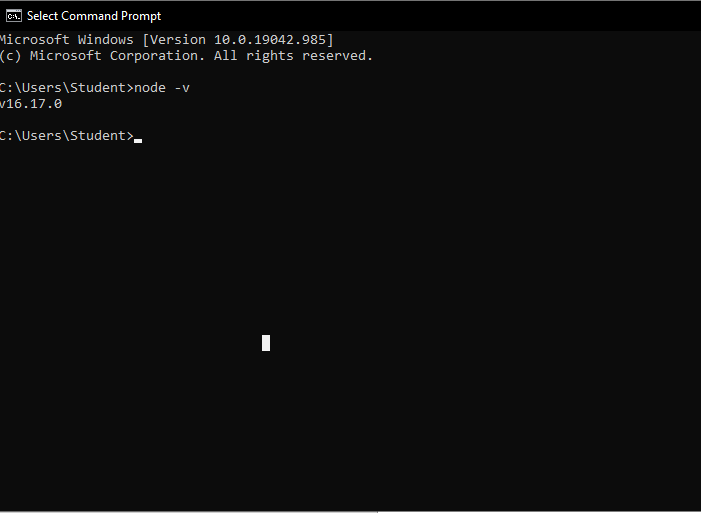 Select Command Prompt
Microsoft Windows [Version 10.0.19042.985]
(c) Microsoft Corporation. All rights reserved.
C:\Users\Student>node -v
v16.17.0
C:\Users\Student>